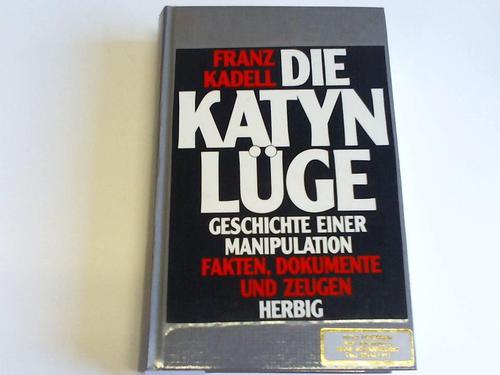 FRANZ
KADELL
DIE
KATYN
LÜGE
GESCHICHTE EINER
MANIPULATION
FAKTEN, DOKUMENTE
UND ZEUGEN
HERBIG